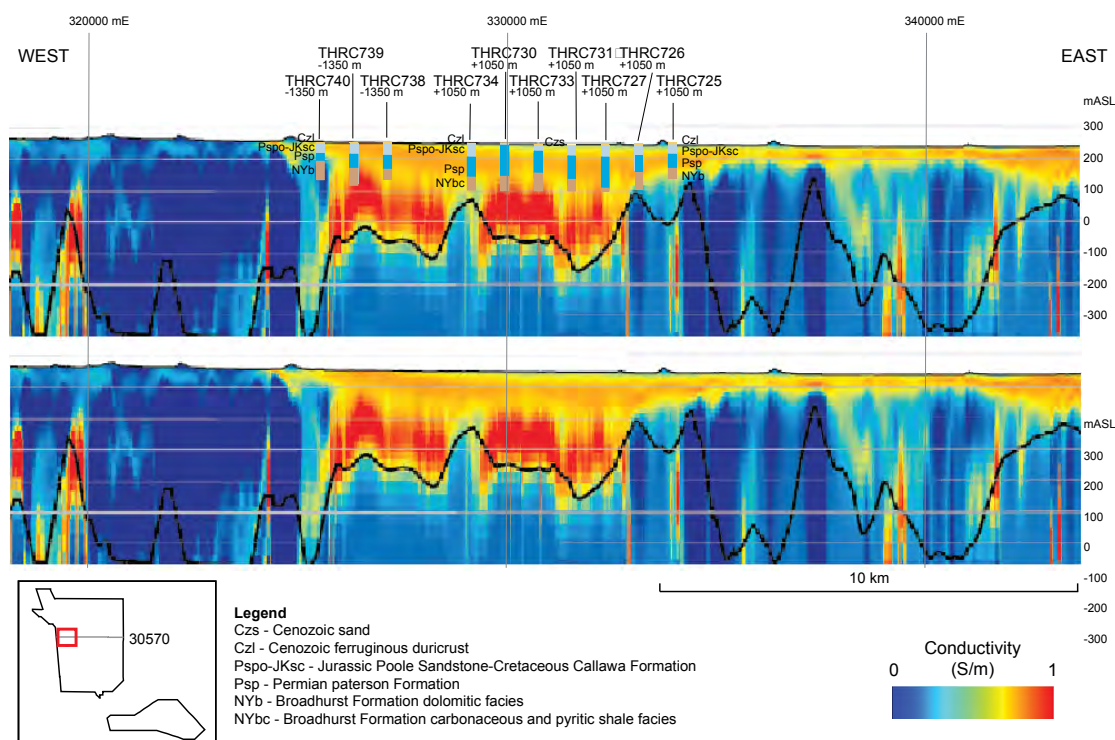 320000 mE
330000 mE
340000 mE
WEST
EAST
THRC739
-1350 m
THRC730
+1050 m
THRC731
+1050 m
THRC726
+1050 m
THRC740
-1350 m
THRC738
-1350 m
THRC734
+1050 m
THRC733
+1050 m
THRC727
+1050 m
THRC725
+1050 m
mASL
300
200
100
0
-100
-200
-300
Czl
Pspo-JKsc
Psp
NYb
Czl
Pspo-JKsc
Psp
NYbc
Czs
Czl
Pspo-JKsc
Psp
NYb
mASL
300
200
100
0
-100
-200
-300
10 km
30570
Legend
Czs - Cenozoic sand
Czl - Cenozoic ferruginous duricrust
Pspo-JKsc - Jurassic Poole Sandstone-Cretaceous Callawa Formation
Psp - Permian paterson Formation
NYb - Broadhurst Formation dolomitic facies
NYbc - Broadhurst Formation carbonaceous and pyritic shale facies
Conductivity
0 (S/m) 1